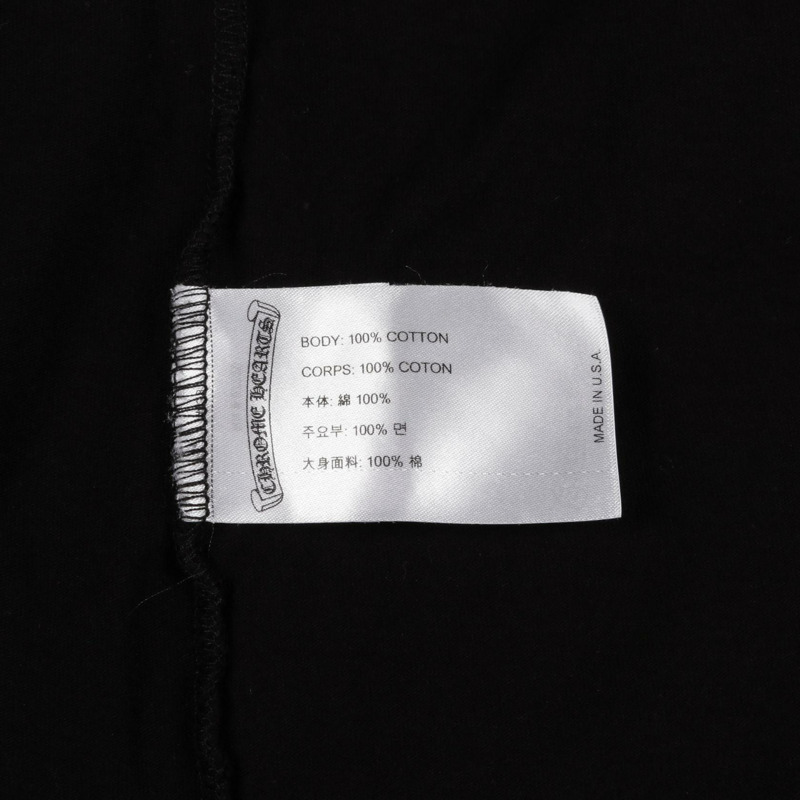 CHROME HEARTS
BODY: 100% COTTON
CORPS: 100% COTON
本体: 綿 100%
주요부: 100% 면
大身面料: 100% 棉
MADE IN U.S.A.